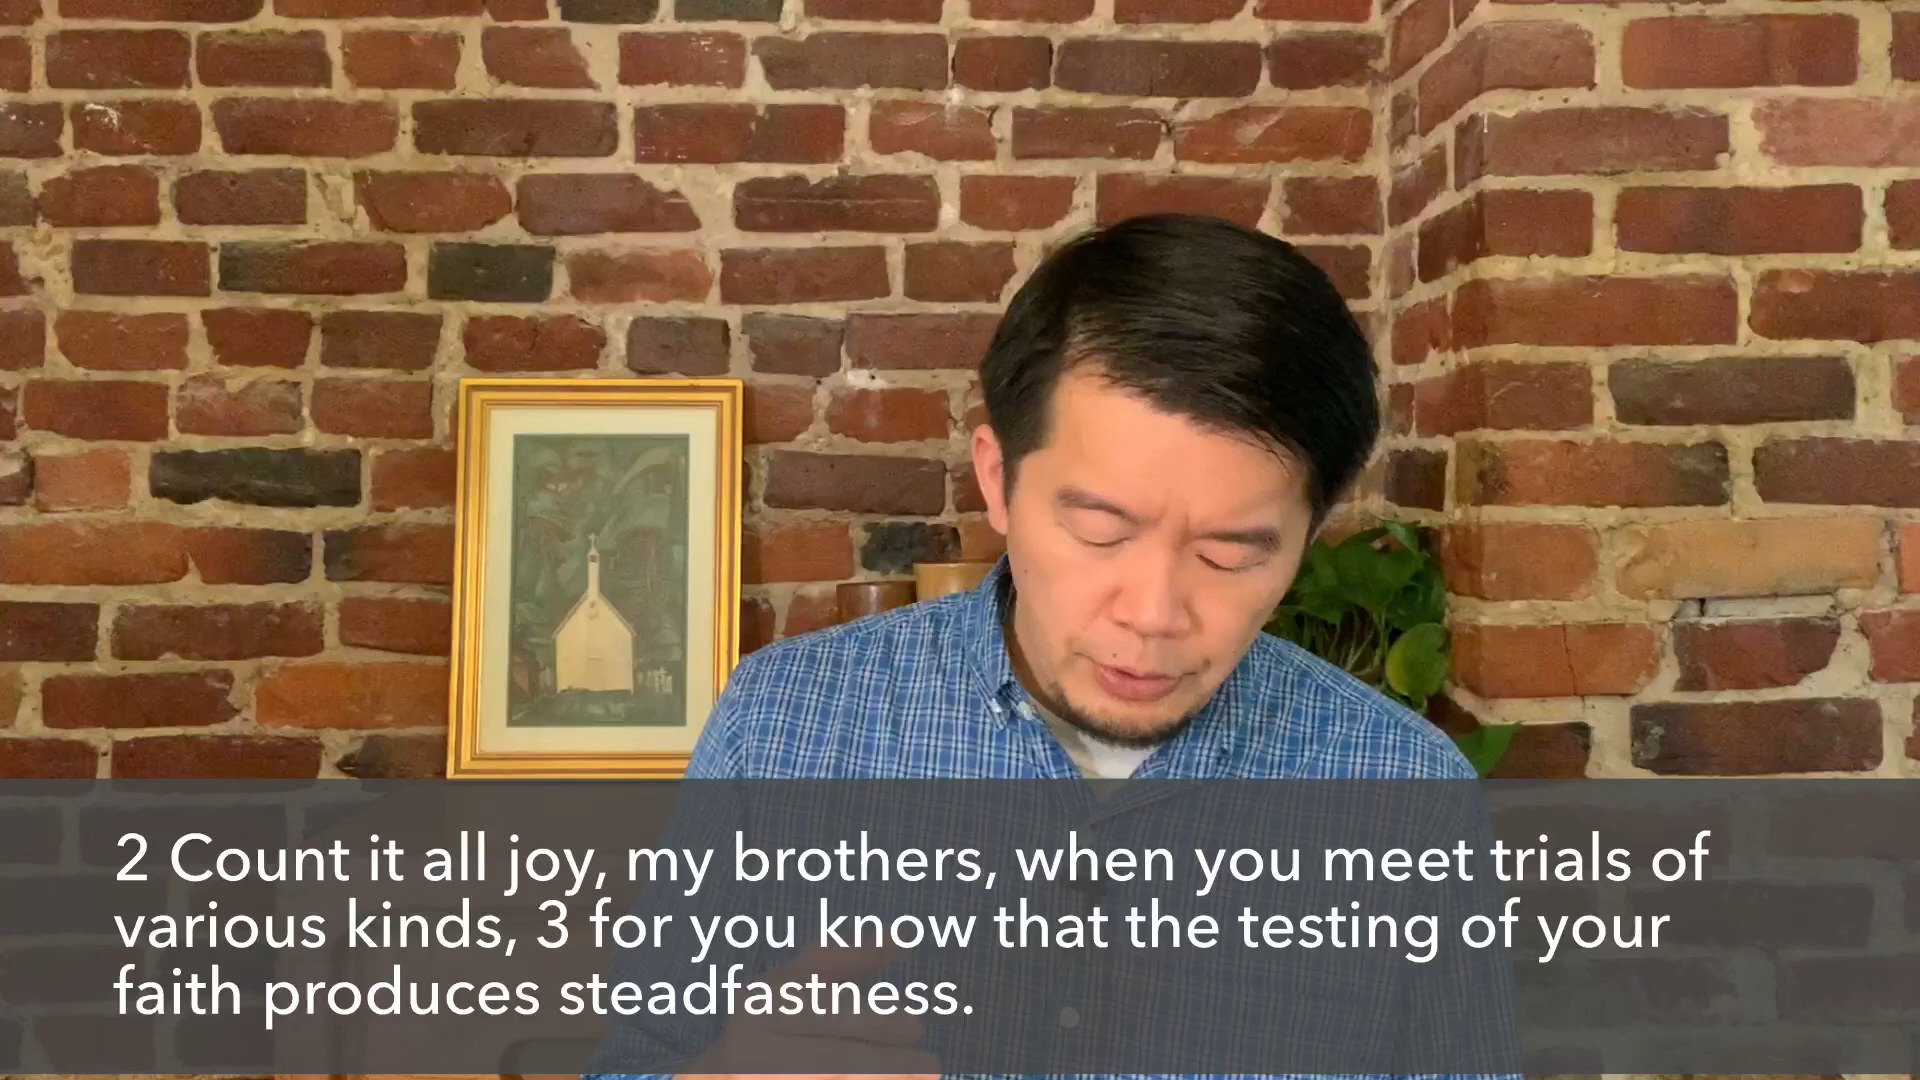 2 Count it all joy, my brothers, when you meet trials of
various kinds, 3 for you know that the testing of your
faith produces steadfastness.